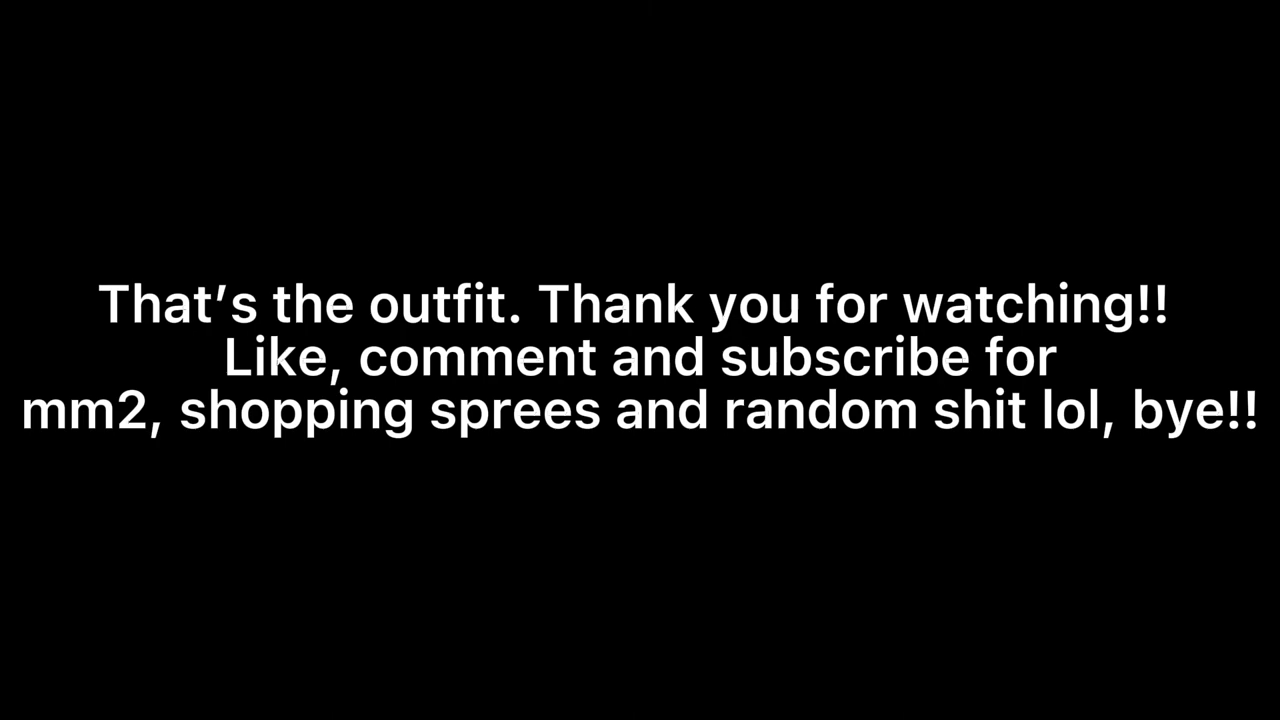 That’s the outfit. Thank you for watching!!
Like, comment and subscribe for
mm2, shopping sprees and random shit lol, bye!!